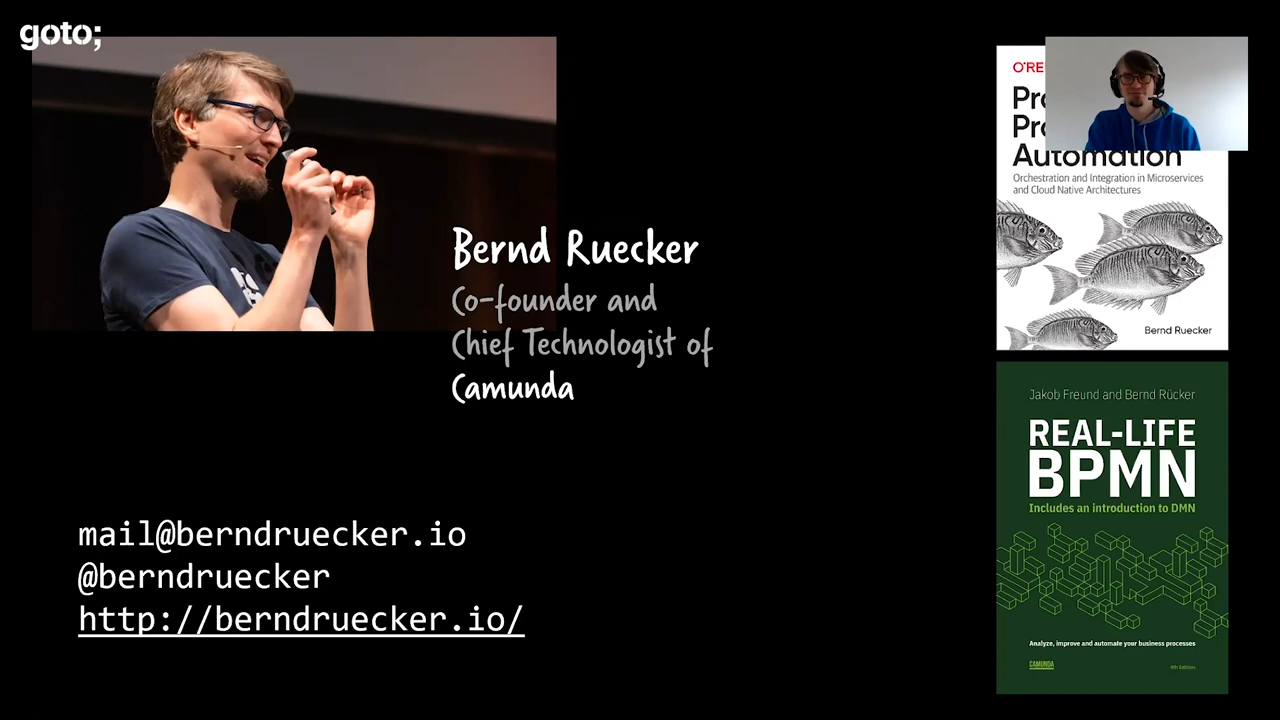 goto;
Bernd Ruecker
Co-founder and
Chief Technologist of
Camunda
mail@berndruecker.io
@berndruecker
http://berndruecker.io/
O'RE
Automation
Orchestration and Integration in Microservices
and Cloud Native Architectures
Bernd Ruecker
Jakob Freund and Bernd Rücker
REAL-LIFE
BPMN
Includes an introduction to DMN
Analyze, improve and automate your business processes
CAMUNDA
4th Edition